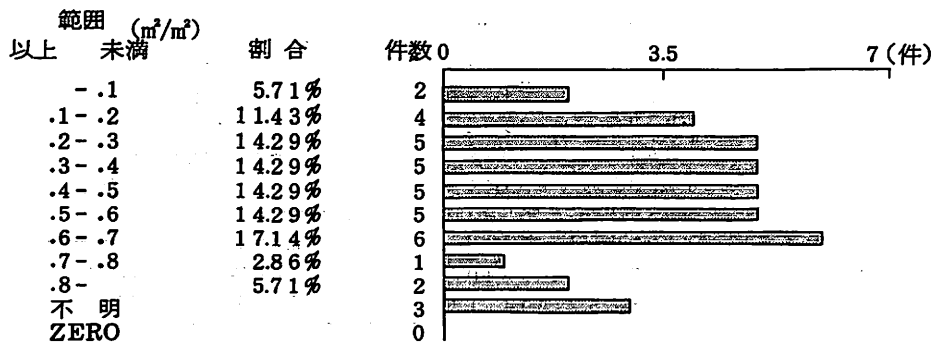 範囲 (m²/m²)
以上 未満 割合 件数 0 3.5 7 (件)
- .1 5.71% 2
.1 - .2 11.43% 4
.2 - .3 14.29% 5
.3 - .4 14.29% 5
.4 - .5 14.29% 5
.5 - .6 14.29% 5
.6 - .7 17.14% 6
.7 - .8 2.86% 1
.8 - 5.71% 2
不明 3
ZERO 0